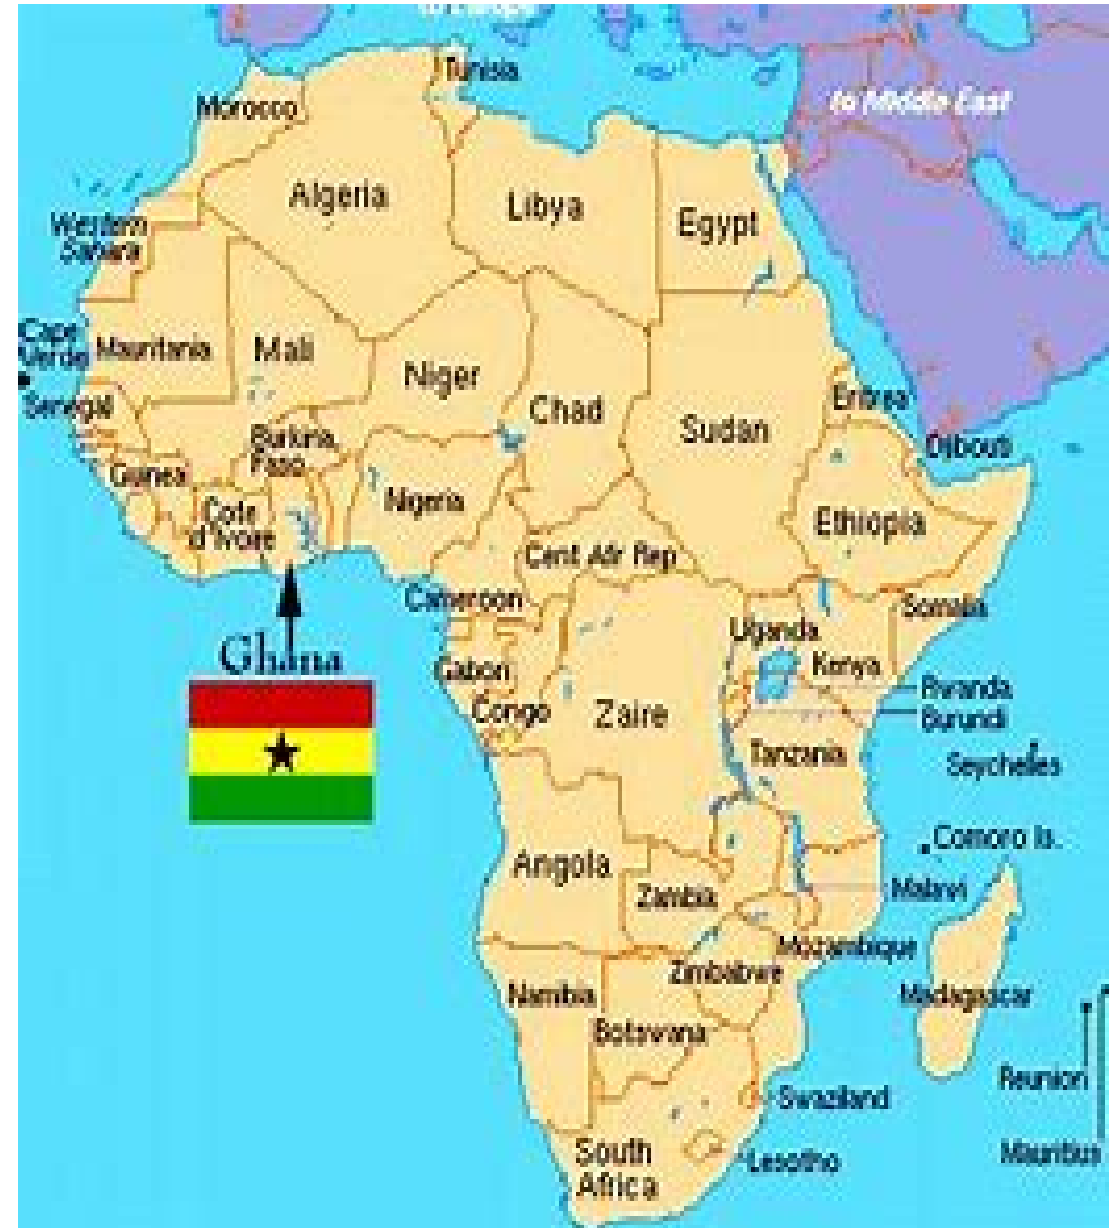 to Europe
Tunisia
Morocco
to Middle East
Algeria
Libya
Egypt
Western
Sahara
Cape
Verde
Mauritania
Mali
Niger
Chad
Sudan
Eritrea
Senegal
Burkina
Faso
Djibouti
Guinea
Nigeria
Cote
d'Ivoire
Ethiopia
Cent Afr Rep
Cameroon
Somalia
Uganda
Ghana
Gabon
Kenya
Rwanda
Burundi
Congo
Zaire
Tanzania
Seychelles
Comoro Is.
Angola
Zambia
Malawi
Mozambique
Zimbabwe
Namibia
Madagascar
Botswana
Reunion
Swaziland
South
Africa
Lesotho
Mauritius